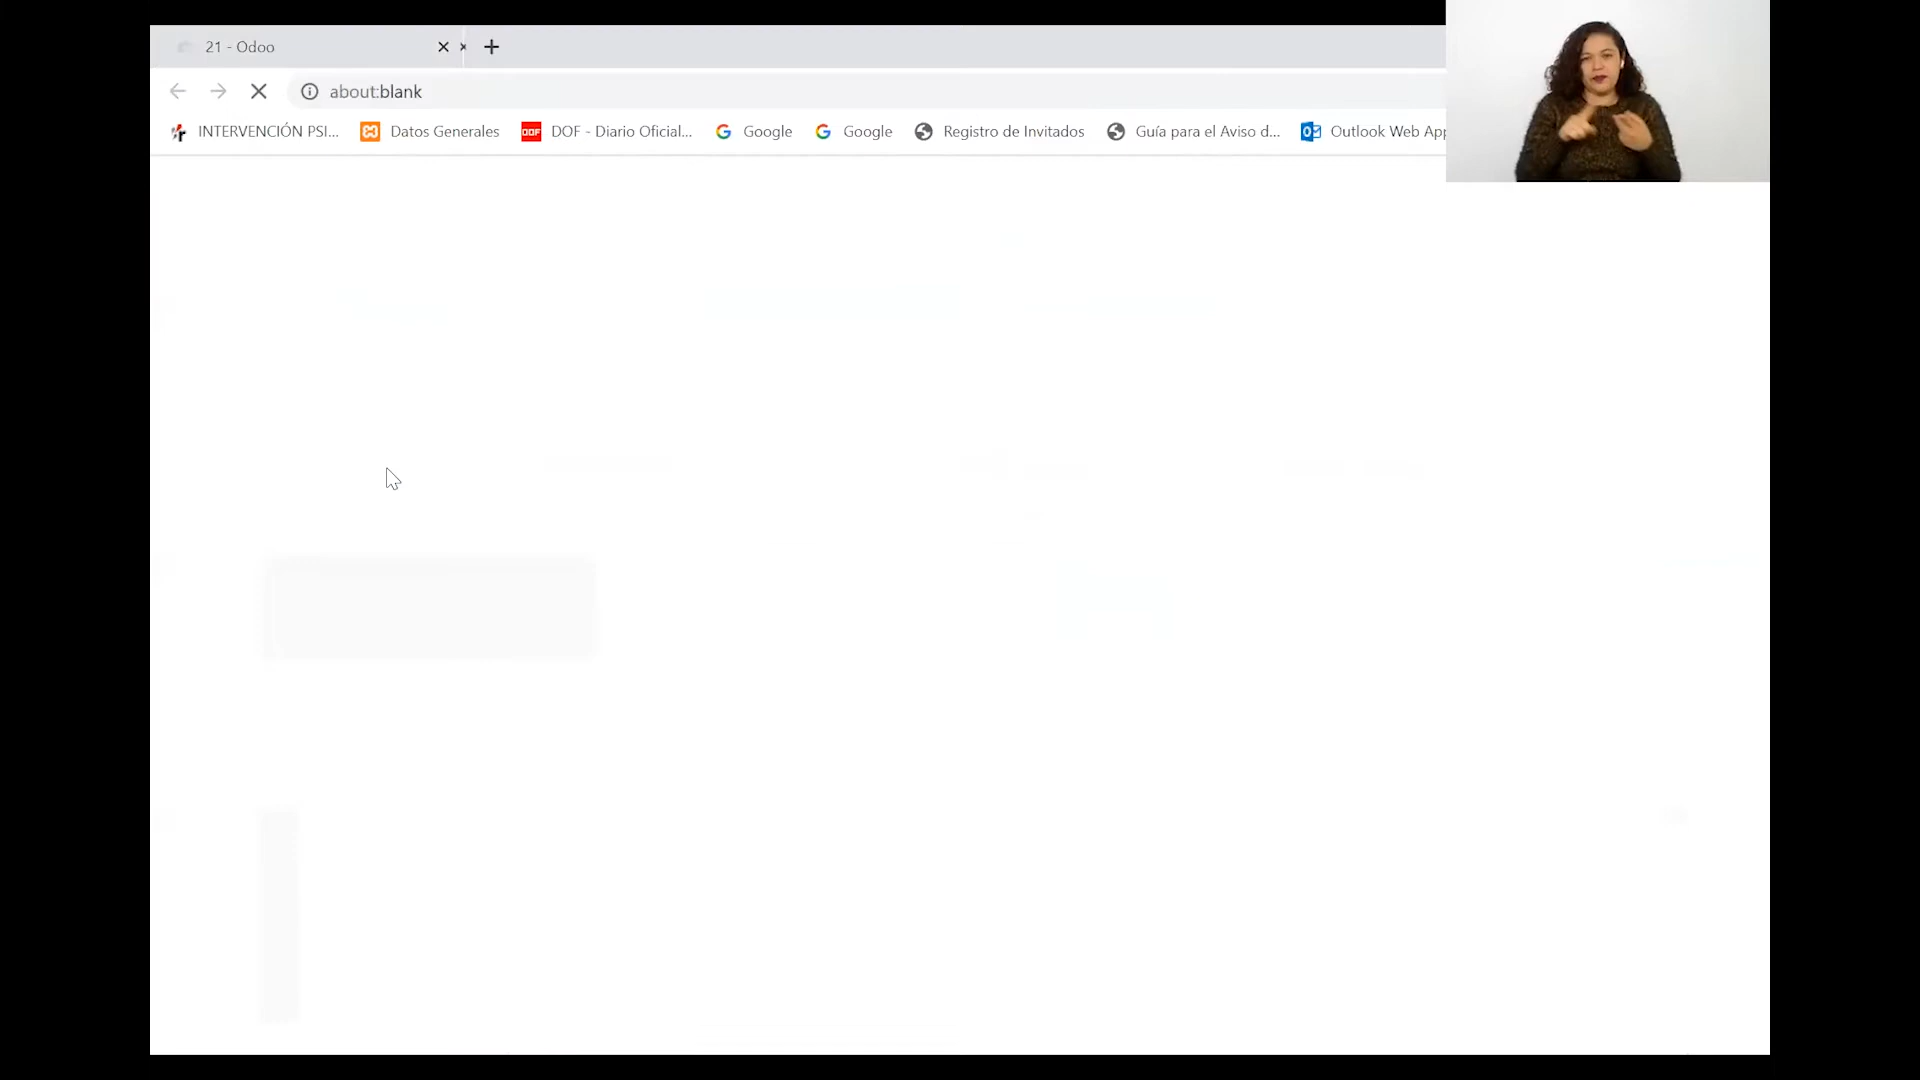 21 - Odoo
about:blank
INTERVENCIÓN PSI... Datos Generales DOF DOF - Diario Oficial... Google Google Registro de Invitados Guía para el Aviso d... Outlook Web App